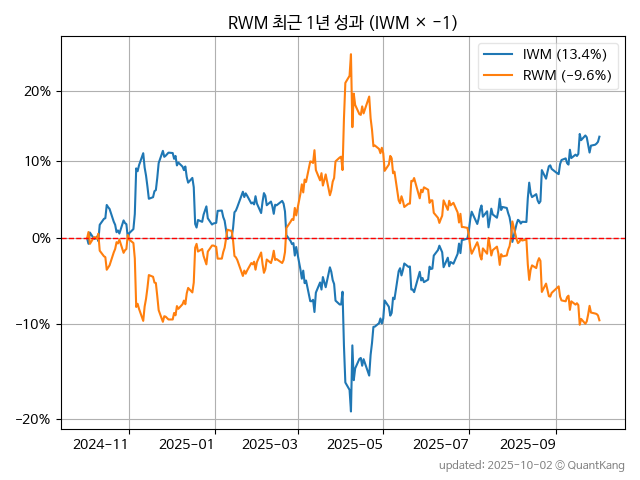 RWM 최근 1년 성과 (IWM × −1)
IWM (13.4%)
RWM (−9.6%)
20%
10%
0%
−10%
−20%
2024-11
2025-01
2025-03
2025-05
2025-07
2025-09
updated: 2025-10-02 © QuantKang